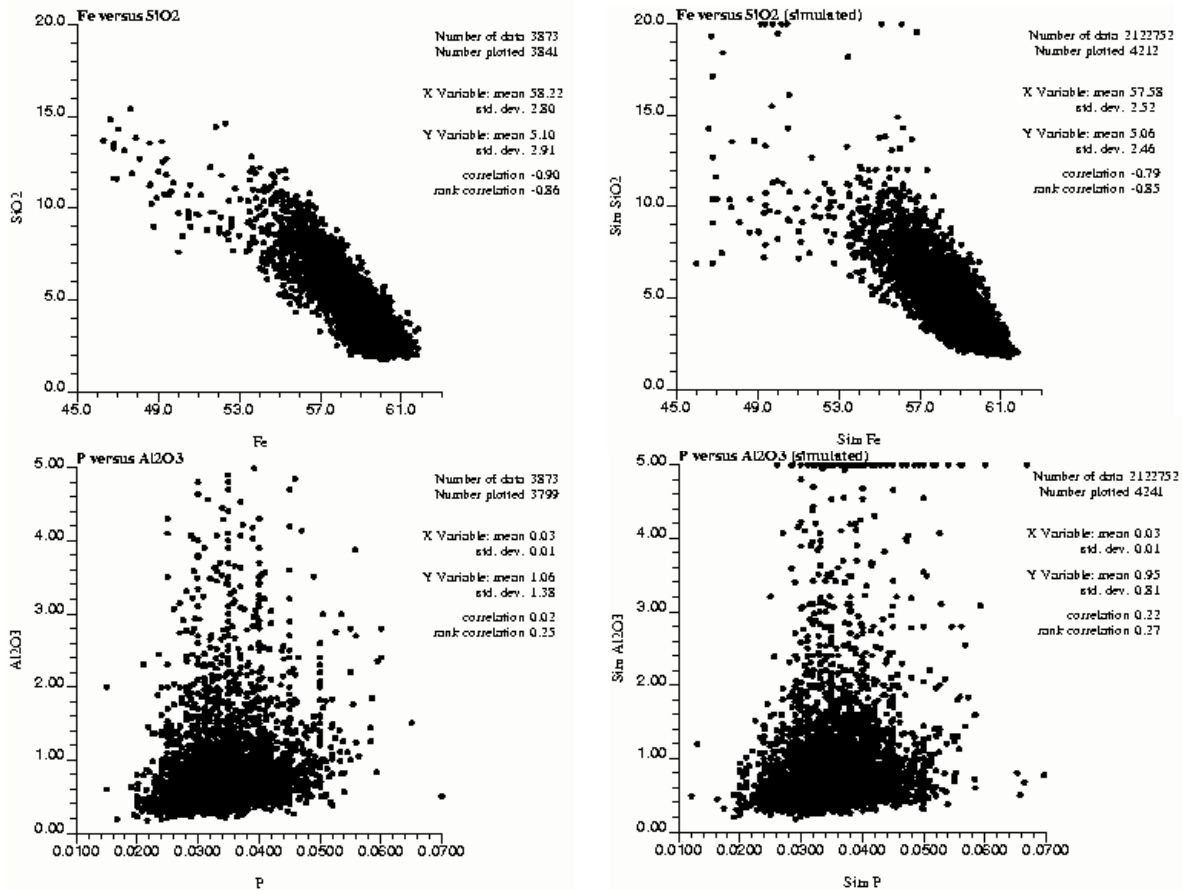 Fe versus SiO2
20.0
15.0
10.0
5.0
0.0
SiO2
Number of data 3873
Number plotted 3841
X Variable: mean 58.22
std. dev. 2.80
Y Variable: mean 5.10
std. dev. 2.91
correlation -0.90
rank correlation -0.86
45.0 49.0 53.0 57.0 61.0
Fe
Fe versus SiO2 (simulated)
20.0
15.0
10.0
5.0
0.0
Sim SiO2
Number of data 2122752
Number plotted 4212
X Variable: mean 57.58
std. dev. 2.52
Y Variable: mean 5.06
std. dev. 2.46
correlation -0.79
rank correlation -0.85
45.0 49.0 53.0 57.0 61.0
Sim Fe
P versus Al2O3
5.00
4.00
3.00
2.00
1.00
0.00
Al2O3
Number of data 3873
Number plotted 3799
X Variable: mean 0.03
std. dev. 0.01
Y Variable: mean 1.06
std. dev. 1.38
correlation 0.02
rank correlation 0.25
0.0100 0.0200 0.0300 0.0400 0.0500 0.0600 0.0700
P
P versus Al2O3 (simulated)
5.00
4.00
3.00
2.00
1.00
0.00
Sim Al2O3
Number of data 2122752
Number plotted 4241
X Variable: mean 0.03
std. dev. 0.01
Y Variable: mean 0.95
std. dev. 0.81
correlation 0.22
rank correlation 0.27
0.0100 0.0200 0.0300 0.0400 0.0500 0.0600 0.0700
Sim P